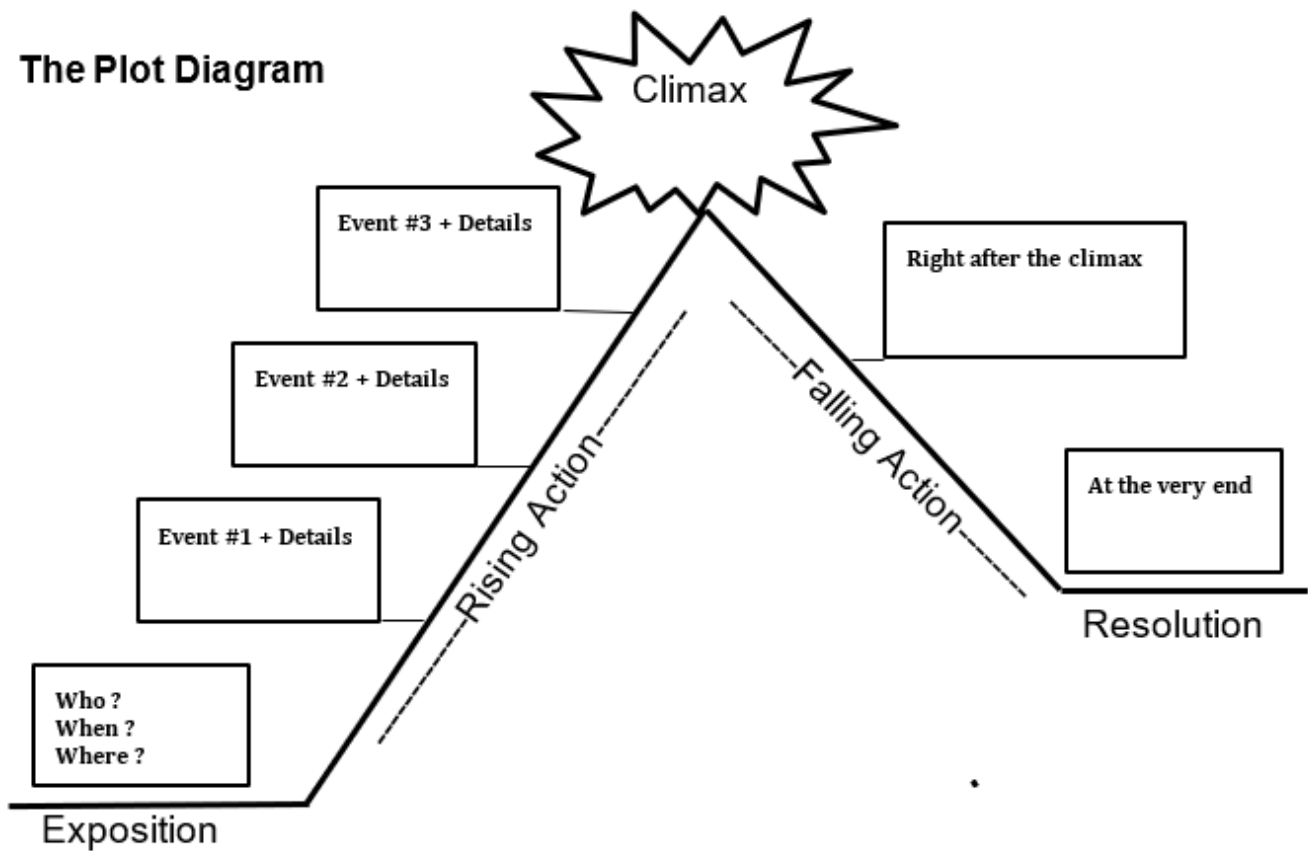 The Plot Diagram
Climax
Event #3 + Details
Right after the climax
Event #2 + Details
Falling Action
At the very end
Event #1 + Details
Rising Action
Resolution
Who ?
When ?
Where ?
Exposition